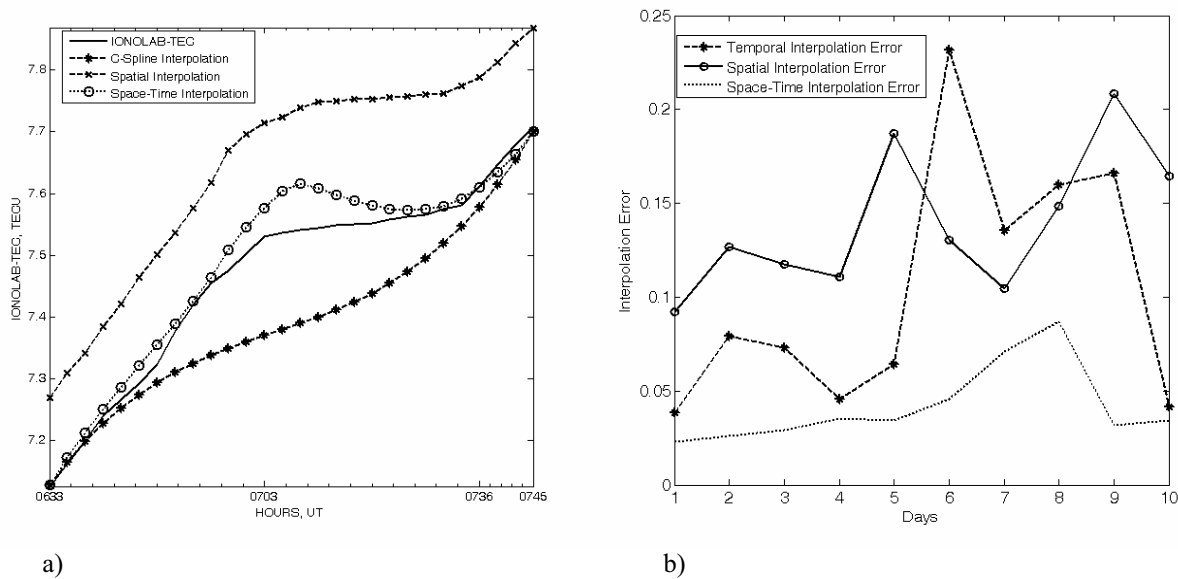 IONOLAB-TEC
C-Spline Interpolation
Spatial Interpolation
Space-Time Interpolation
7.8
7.7
7.6
7.5
7.4
7.3
7.2
IONOLAB-TEC, TECU
0633
0703
0736
0745
HOURS, UT
a)
0.25
0.2
0.15
0.1
0.05
0
Interpolation Error
Temporal Interpolation Error
Spatial Interpolation Error
Space-Time Interpolation Error
1
2
3
4
5
6
7
8
9
10
Days
b)